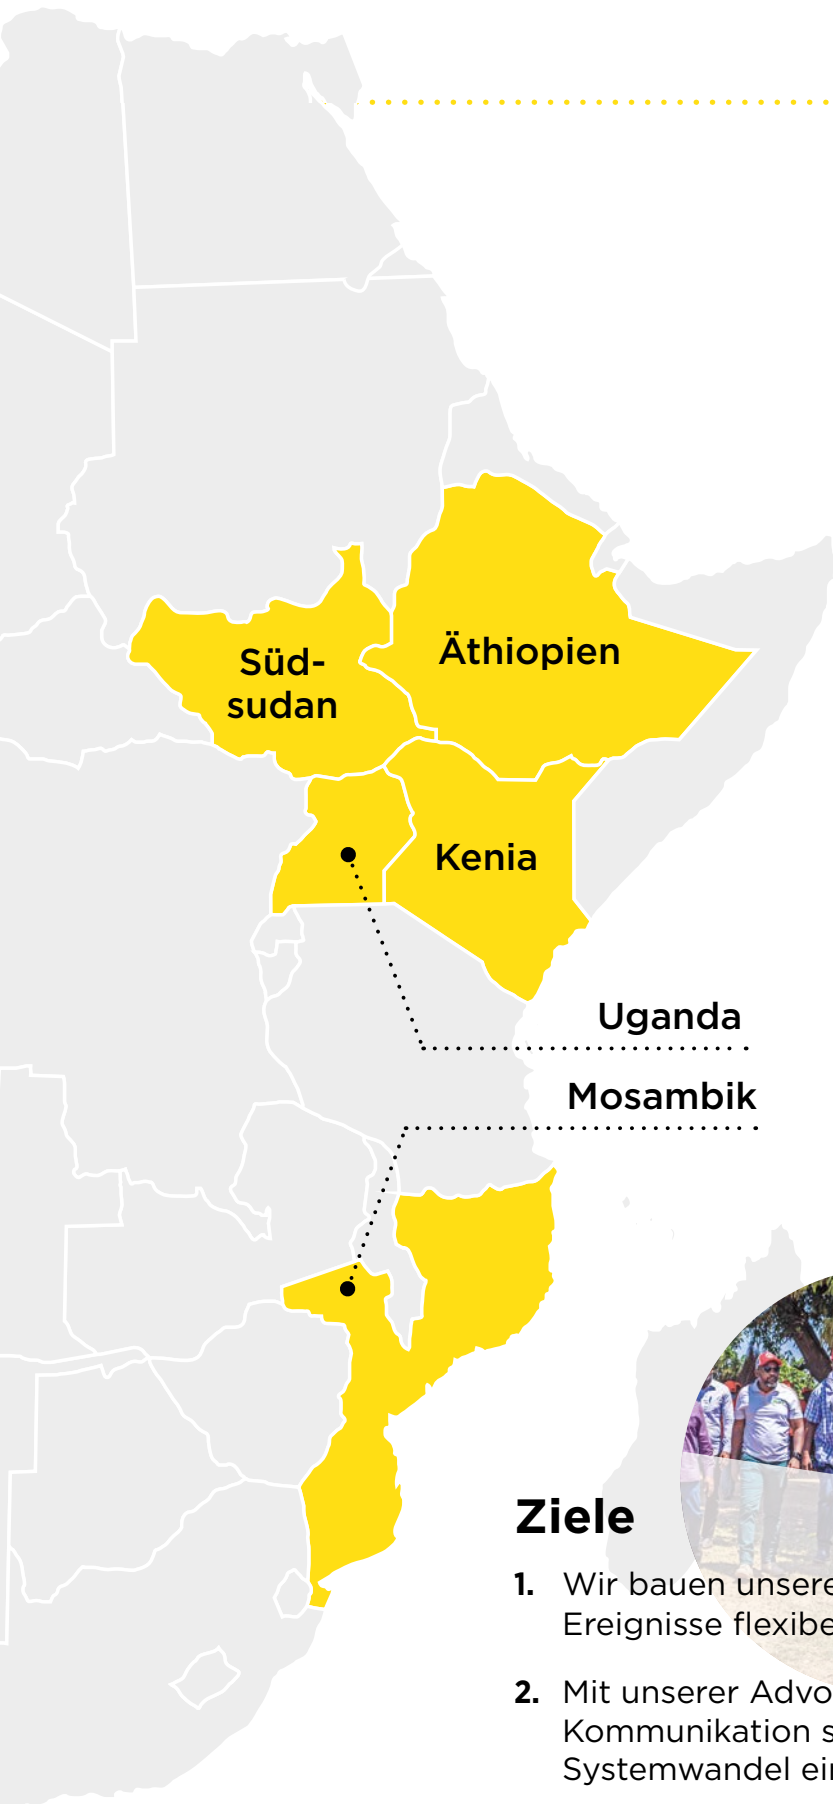 Süd-
sudan
Äthiopien
Kenia
Uganda
Mosambik
Ziele
1. Wir bauen unsere
Ereignisse flexibe
2. Mit unserer Advo
Kommunikation s
Systemwandel ein